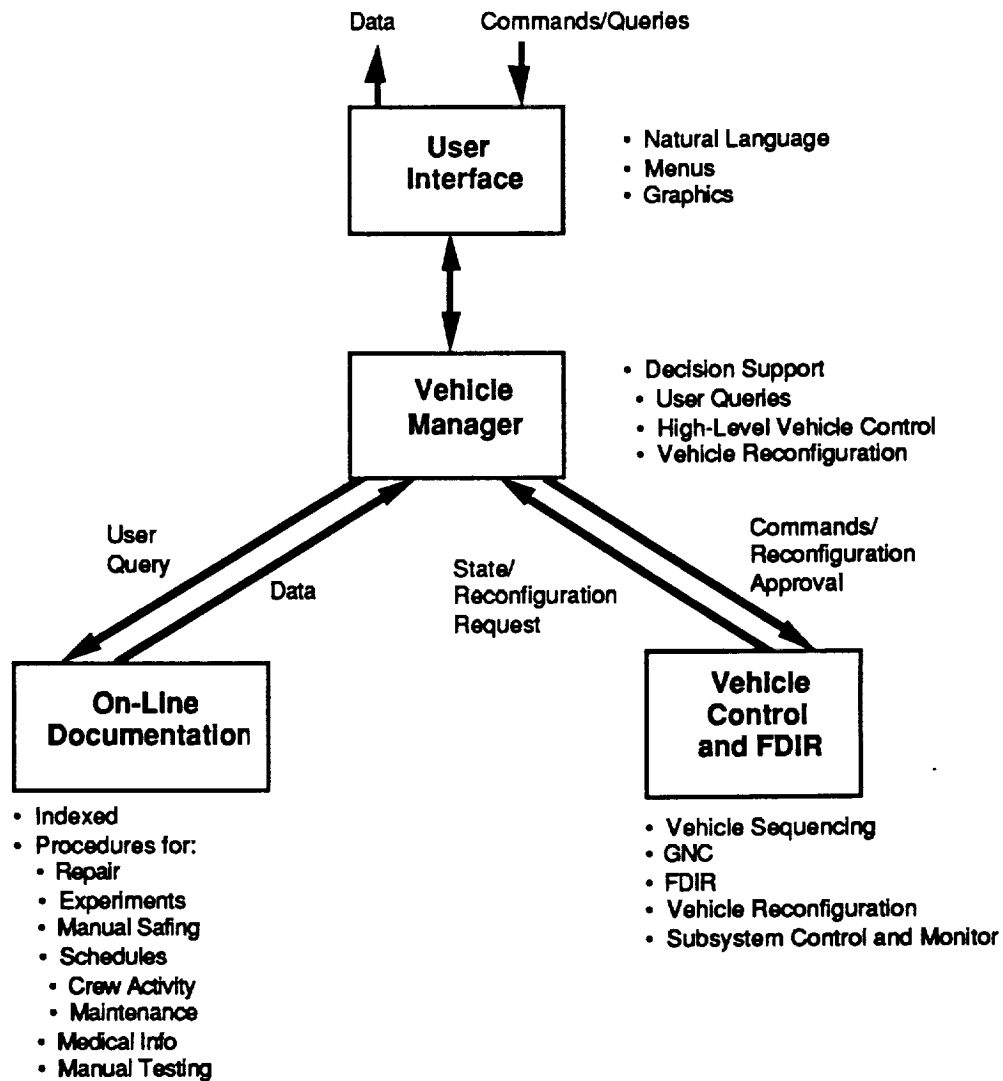 Data
Commands/Queries
User
Interface
• Natural Language
• Menus
• Graphics
Vehicle
Manager
• Decision Support
• User Queries
• High-Level Vehicle Control
• Vehicle Reconfiguration
User
Query
Data
State/
Reconfiguration
Request
Commands/
Reconfiguration
Approval
On-Line
Documentation
• Indexed
• Procedures for:
• Repair
• Experiments
• Manual Safing
• Schedules
• Crew Activity
• Maintenance
• Medical Info
• Manual Testing
Vehicle
Control
and FDIR
• Vehicle Sequencing
• GNC
• FDIR
• Vehicle Reconfiguration
• Subsystem Control and Monitor